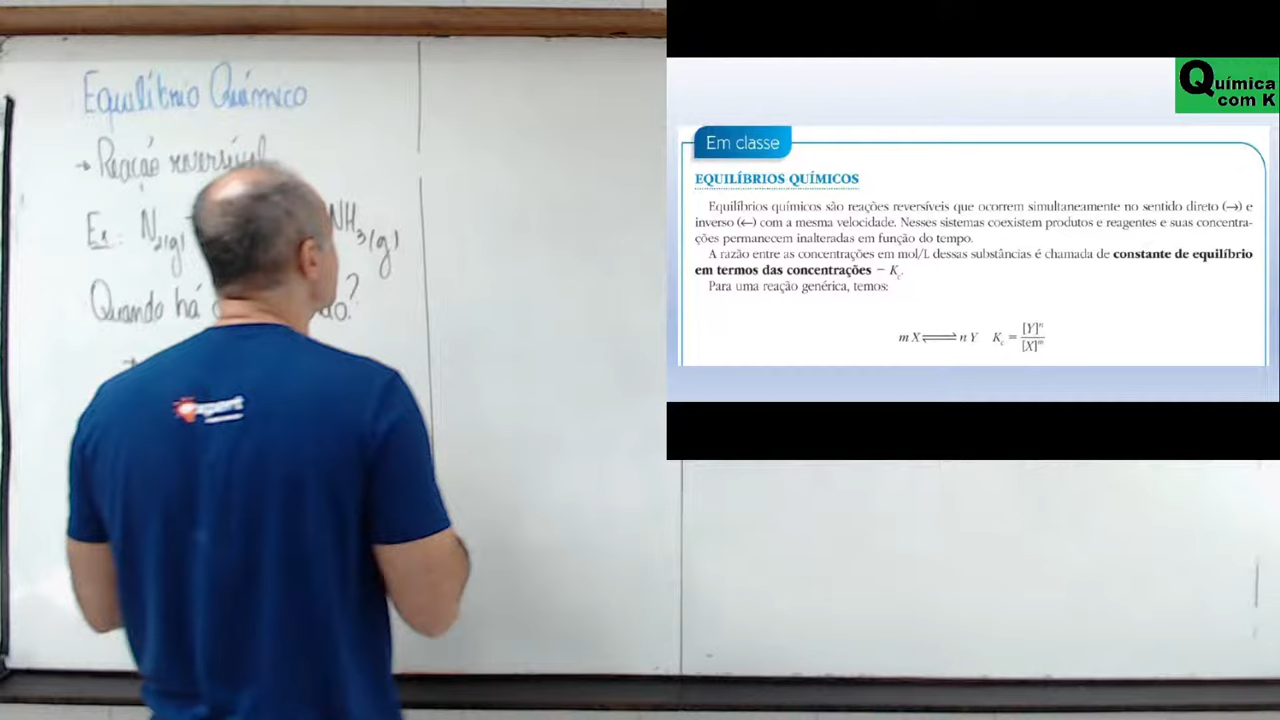 Equilíbrio Químico
→ Reação reversível
Ex: N2(g) NH3(g)
Quando há ?
→
expert
Química
com K
Em classe
EQUILÍBRIOS QUÍMICOS
Equilíbrios químicos são reações reversíveis que ocorrem simultaneamente no sentido direto (→) e
inverso (←) com a mesma velocidade. Nesses sistemas coexistem produtos e reagentes e suas concentra-
ções permanecem inalteradas em função do tempo.
A razão entre as concentrações em mol/L dessas substâncias é chamada de constante de equilíbrio
em termos das concentrações – Kc.
Para uma reação genérica, temos:
m X ⇌ n Y Kc = [Y]ⁿ / [X]ᵐ